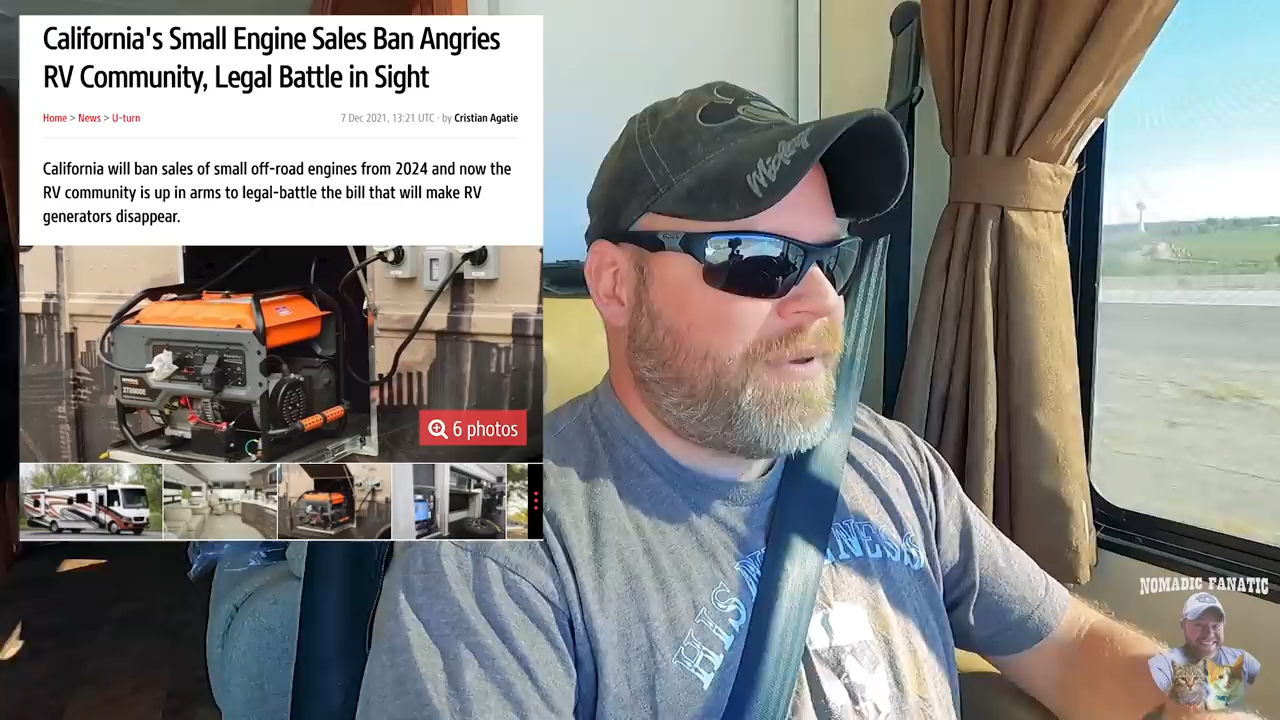 California's Small Engine Sales Ban Angries
RV Community, Legal Battle in Sight
Home > News > U-turn
7 Dec 2021, 13:21 UTC · by Cristian Agatie
California will ban sales of small off-road engines from 2024 and now the
RV community is up in arms to legal-battle the bill that will make RV
generators disappear.
6 photos
Mickey
HIS
NESS
NOMADIC FANATIC